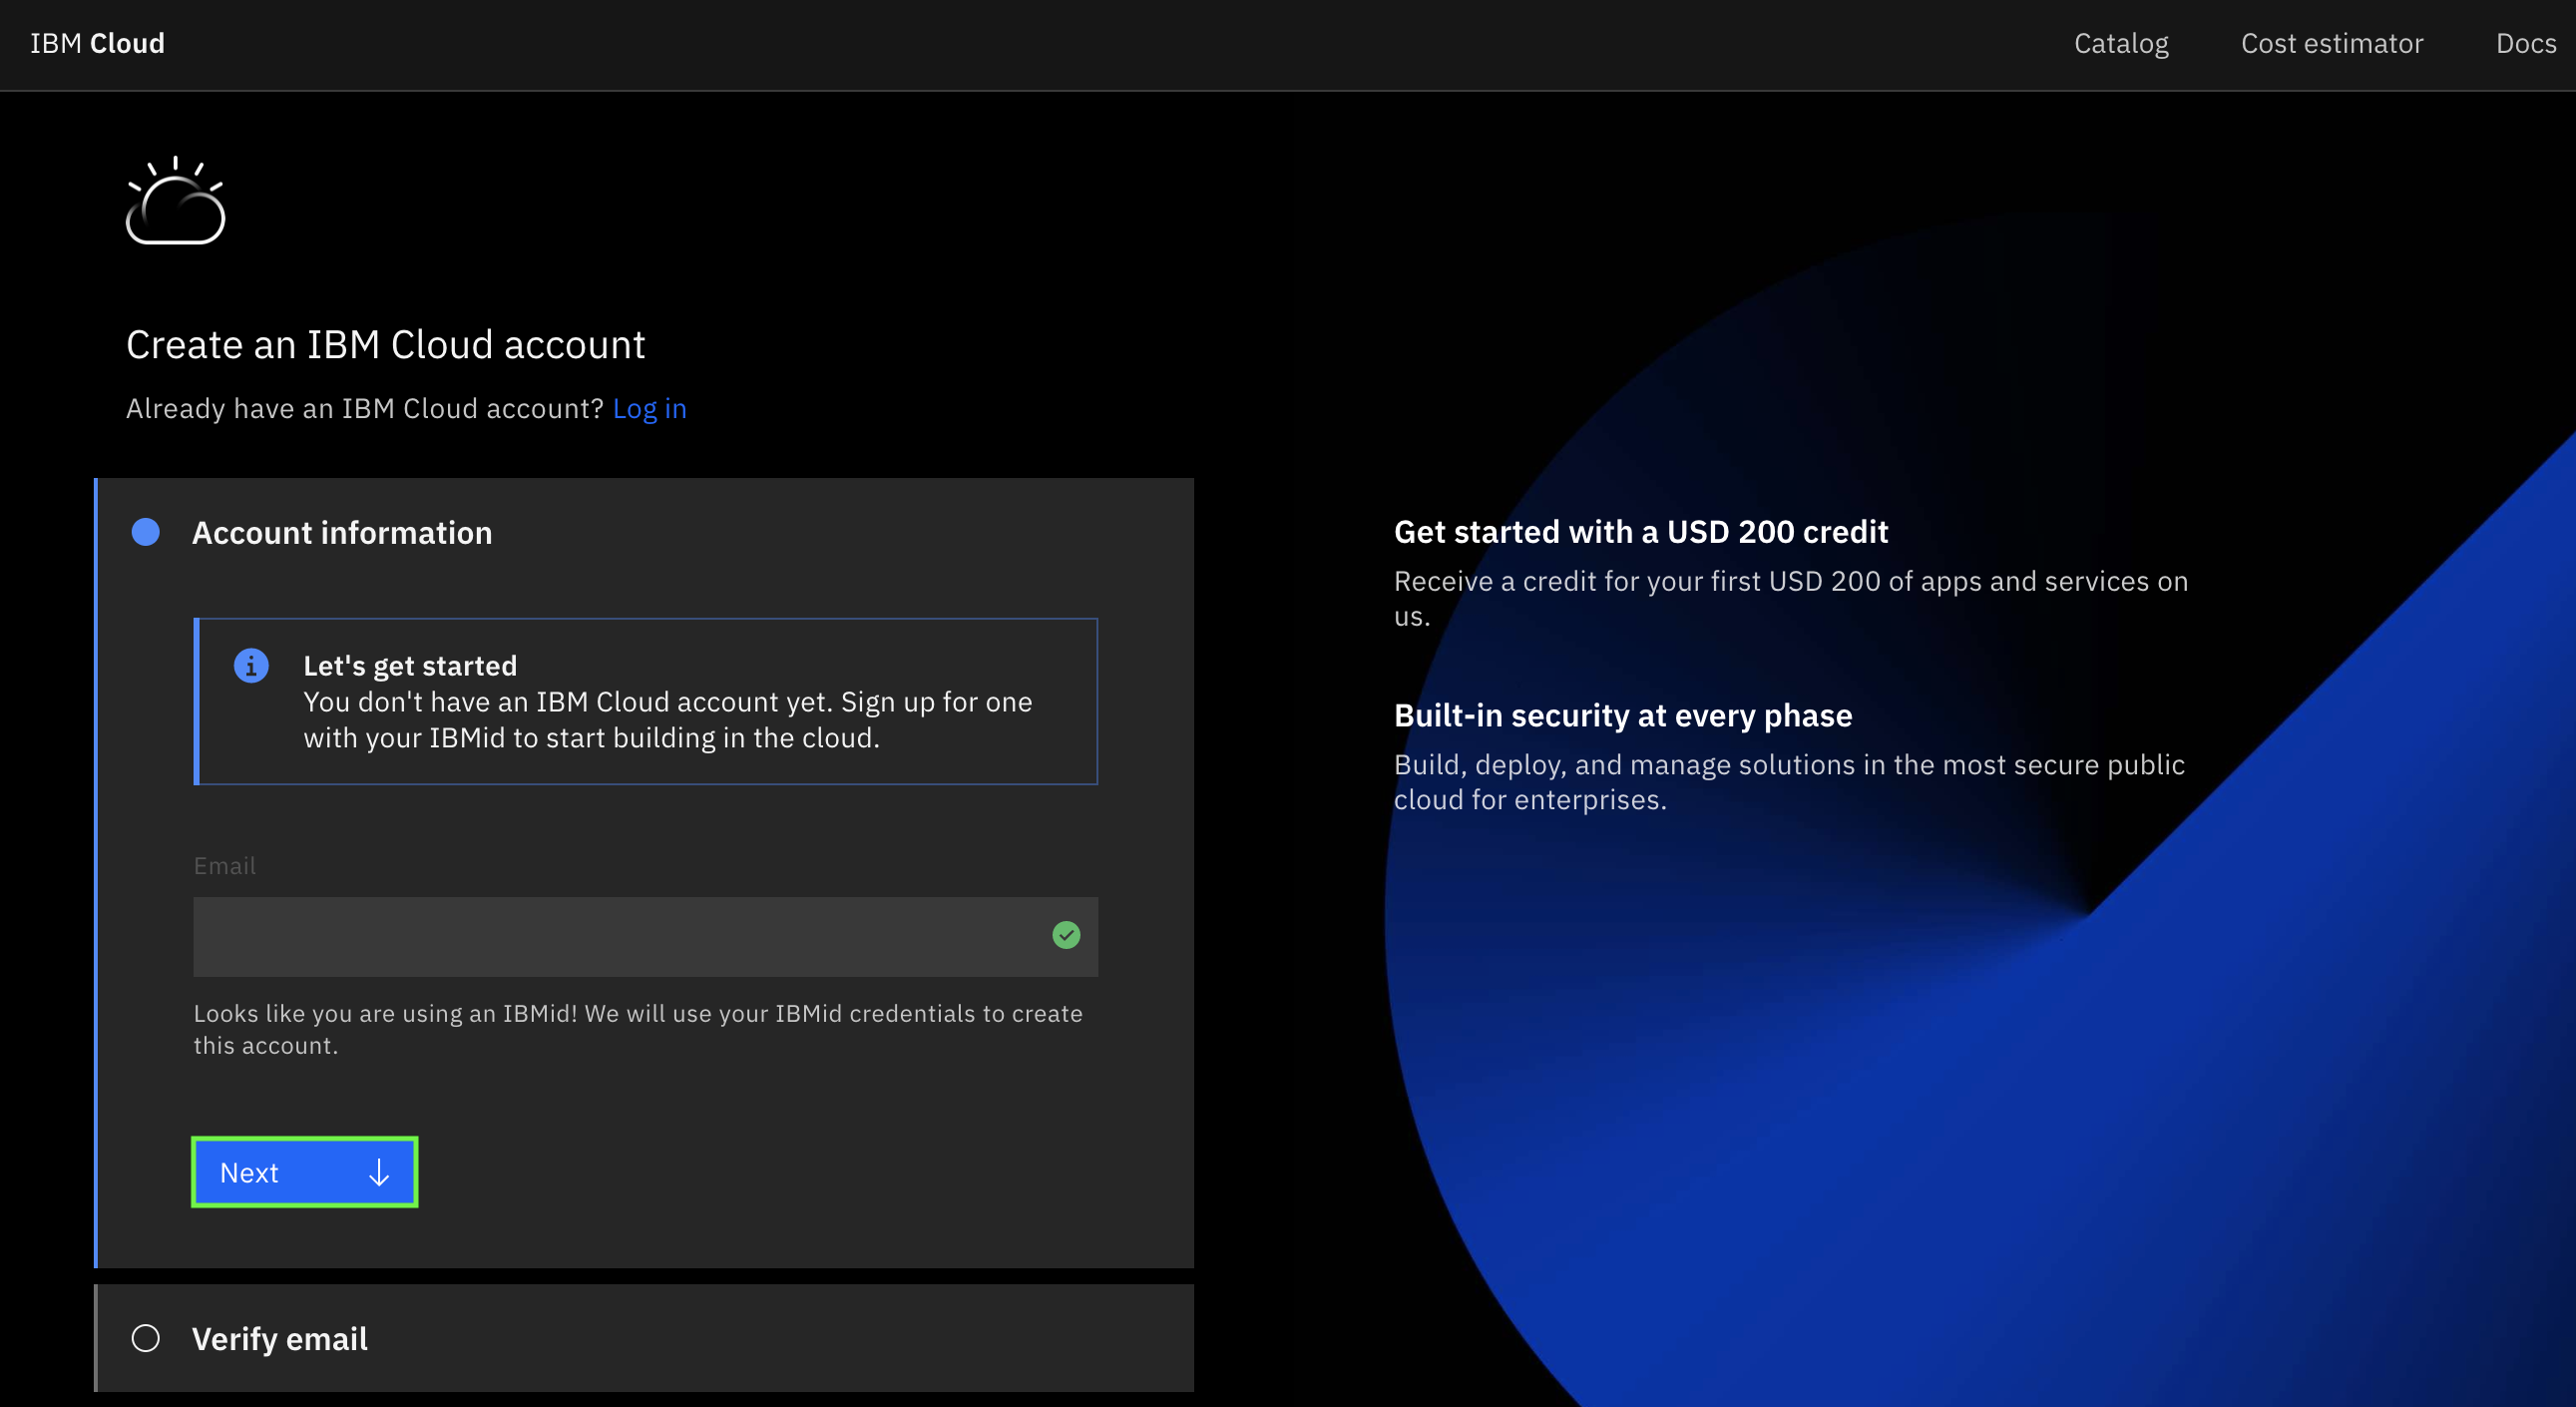 IBM Cloud
Catalog
Cost estimator
Docs
Create an IBM Cloud account
Already have an IBM Cloud account? Log in
Account information
Let's get started
You don't have an IBM Cloud account yet. Sign up for one
with your IBMid to start building in the cloud.
Email
Looks like you are using an IBMid! We will use your IBMid credentials to create
this account.
Next
Verify email
Get started with a USD 200 credit
Receive a credit for your first USD 200 of apps and services on
us.
Built-in security at every phase
Build, deploy, and manage solutions in the most secure public
cloud for enterprises.